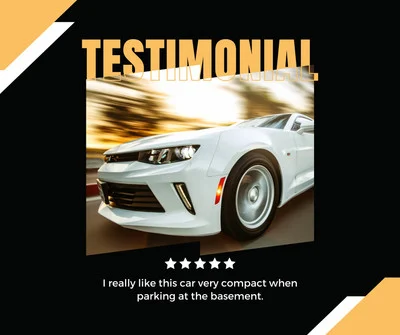 TESTIMONIAL
I really like this car very compact when
parking at the basement.